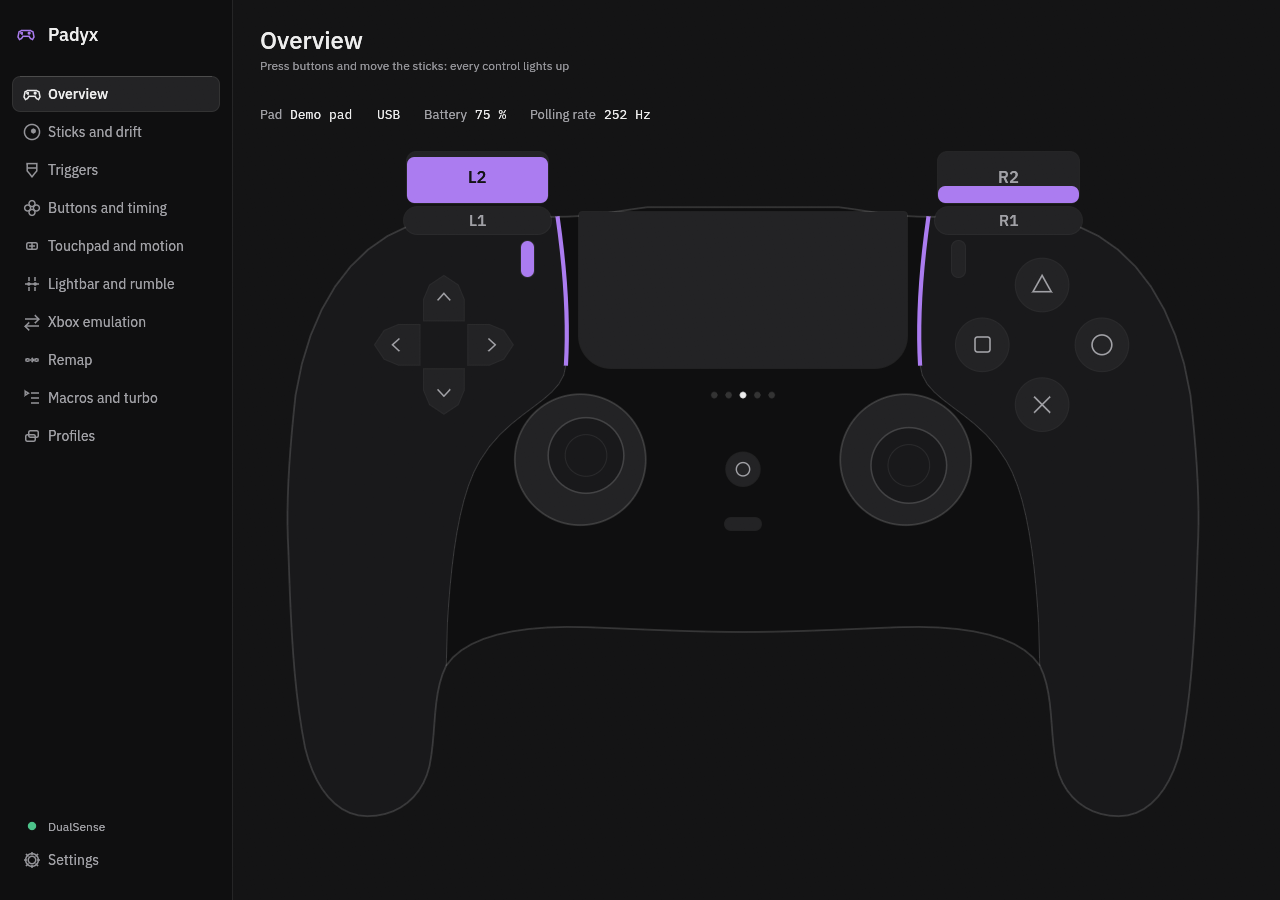 Padyx
Overview
Sticks and drift
Triggers
Buttons and timing
Touchpad and motion
Lightbar and rumble
Xbox emulation
Remap
Macros and turbo
Profiles
DualSense
Settings
Overview
Press buttons and move the sticks: every control lights up
Pad Demo pad USB Battery 75 % Polling rate 252 Hz
L2 R2
L1 R1